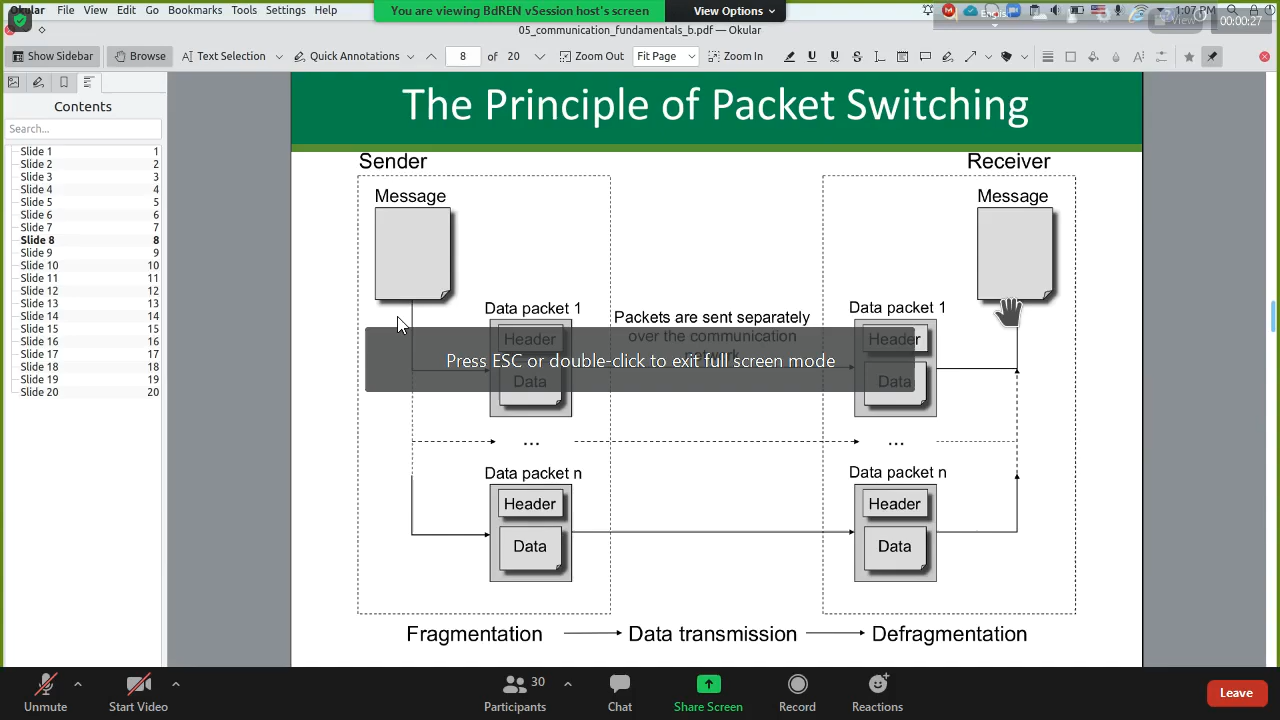 Okular File View Edit Go Bookmarks Tools Settings Help
You are viewing BdREN vSession host's screen
View Options
1:07 PM
View
00:00:27
05_communication_fundamentals_b.pdf — Okular
Show Sidebar Browse Text Selection Quick Annotations 8 of 20 Zoom Out Fit Page Zoom In
Contents
Search...
Slide 1 1
Slide 2 2
Slide 3 3
Slide 4 4
Slide 5 5
Slide 6 6
Slide 7 7
Slide 8 8
Slide 9 9
Slide 10 10
Slide 11 11
Slide 12 12
Slide 13 13
Slide 14 14
Slide 15 15
Slide 16 16
Slide 17 17
Slide 18 18
Slide 19 19
Slide 20 20
The Principle of Packet Switching
Sender Receiver
Message Message
Data packet 1 Packets are sent separately Data packet 1
Header over the communication Header
Press ESC or double-click to exit full screen mode
Data Data
... ...
Data packet n Data packet n
Header Header
Data Data
Fragmentation Data transmission Defragmentation
Unmute Start Video Participants 30 Chat Share Screen Record Reactions Leave